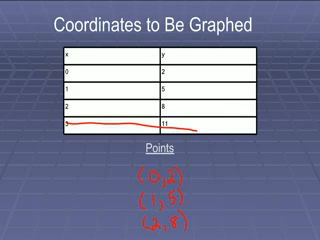 Coordinates to Be Graphed
x y
0 2
1 5
2 8
3 11
Points
(0,2)
(1,5)
(2,8)